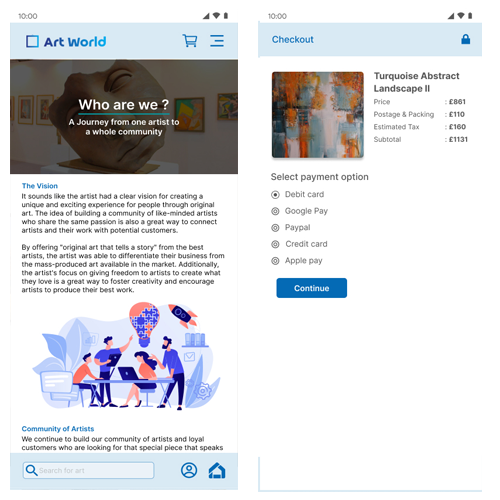 10:00
Art World
Who are we ?
A Journey from one artist to
a whole community
The Vision
It sounds like the artist had a clear vision for creating a
unique and exciting experience for people through original
art. The idea of building a community of like-minded artists
who share the same passion is also a great way to connect
artists and their work with potential customers.
By offering "original art that tells a story" from the best
artists, the artist was able to differentiate their business from
the mass-produced art available in the market. Additionally,
the artist's focus on giving freedom to artists to create what
they love is a great way to foster creativity and encourage
artists to produce their best work.
Community of Artists
We continue to build our community of artists and loyal
customers who are looking for that special piece that speaks
Search for art
10:00
Checkout
Turquoise Abstract
Landscape II
Price : £861
Postage & Packing : £110
Estimated Tax : £160
Subtotal : £1131
Select payment option
Debit card
Google Pay
Paypal
Credit card
Apple pay
Continue